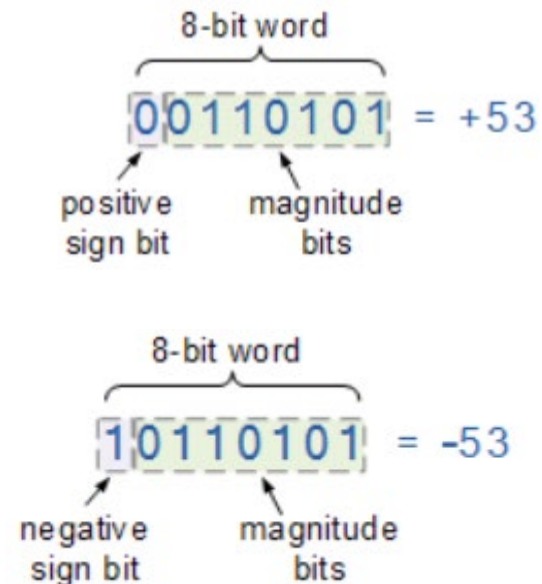 8-bit word
00110101 = +53
positive
sign bit
magnitude
bits
8-bit word
10110101 = -53
negative
sign bit
magnitude
bits